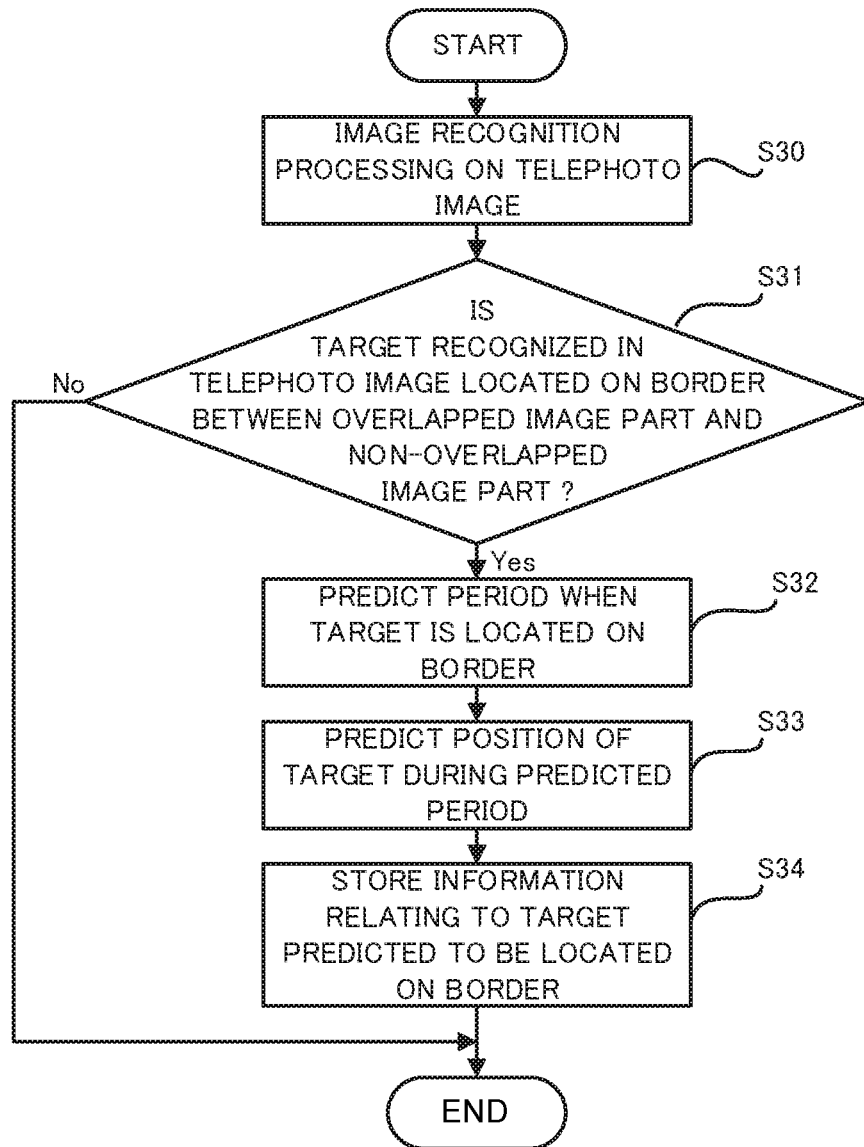 START
IMAGE RECOGNITION
PROCESSING ON TELEPHOTO
IMAGE
S30
S31
IS
TARGET RECOGNIZED IN
TELEPHOTO IMAGE LOCATED ON BORDER
BETWEEN OVERLAPPED IMAGE PART AND
NON-OVERLAPPED
IMAGE PART ?
No
Yes
PREDICT PERIOD WHEN
TARGET IS LOCATED ON
BORDER
S32
PREDICT POSITION OF
TARGET DURING PREDICTED
PERIOD
S33
STORE INFORMATION
RELATING TO TARGET
PREDICTED TO BE LOCATED
ON BORDER
S34
END